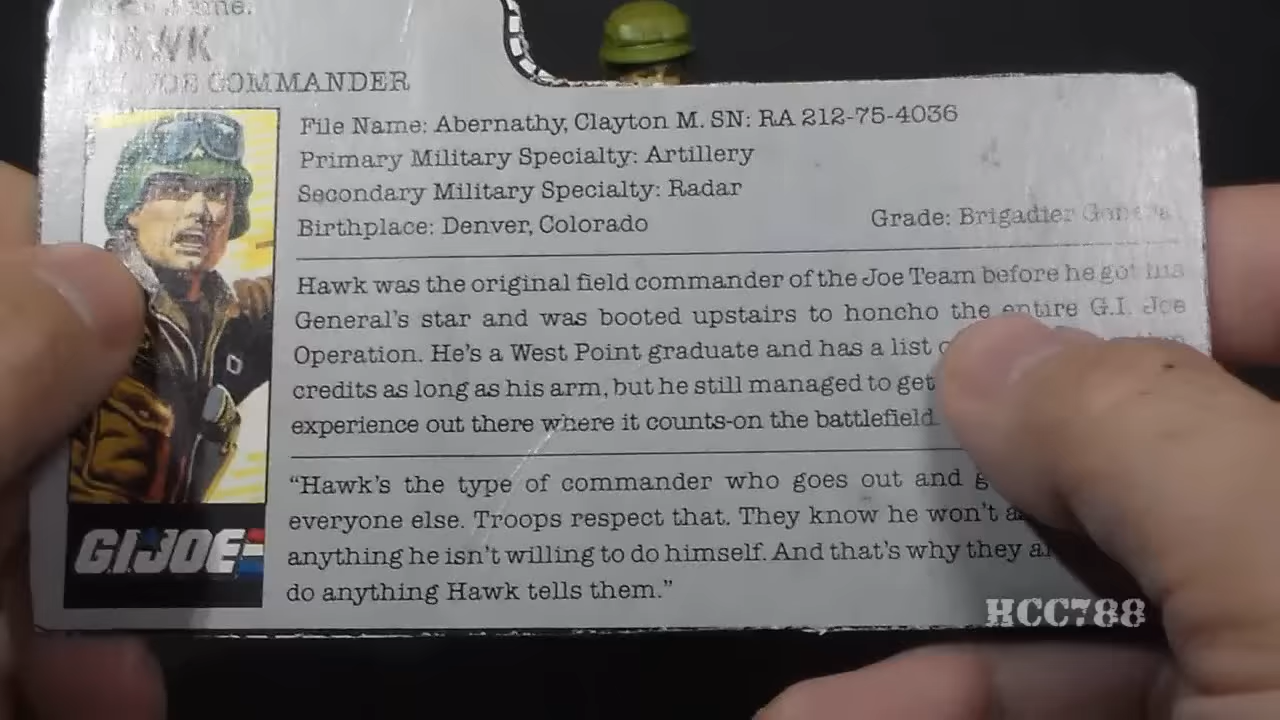 HAWK
G.I. JOE COMMANDER
File Name: Abernathy, Clayton M. SN: RA 212-75-4036
Primary Military Specialty: Artillery
Secondary Military Specialty: Radar
Birthplace: Denver, Colorado Grade: Brigadier General
Hawk was the original field commander of the Joe Team before he got his
General's star and was booted upstairs to honcho the entire G.I. Joe
Operation. He's a West Point graduate and has a list
credits as long as his arm, but he still managed to get
experience out there where it counts-on the battlefield.
"Hawk's the type of commander who goes out and
everyone else. Troops respect that. They know he won't
anything he isn't willing to do himself. And that's why they
do anything Hawk tells them."
G.I. JOE
HCC788